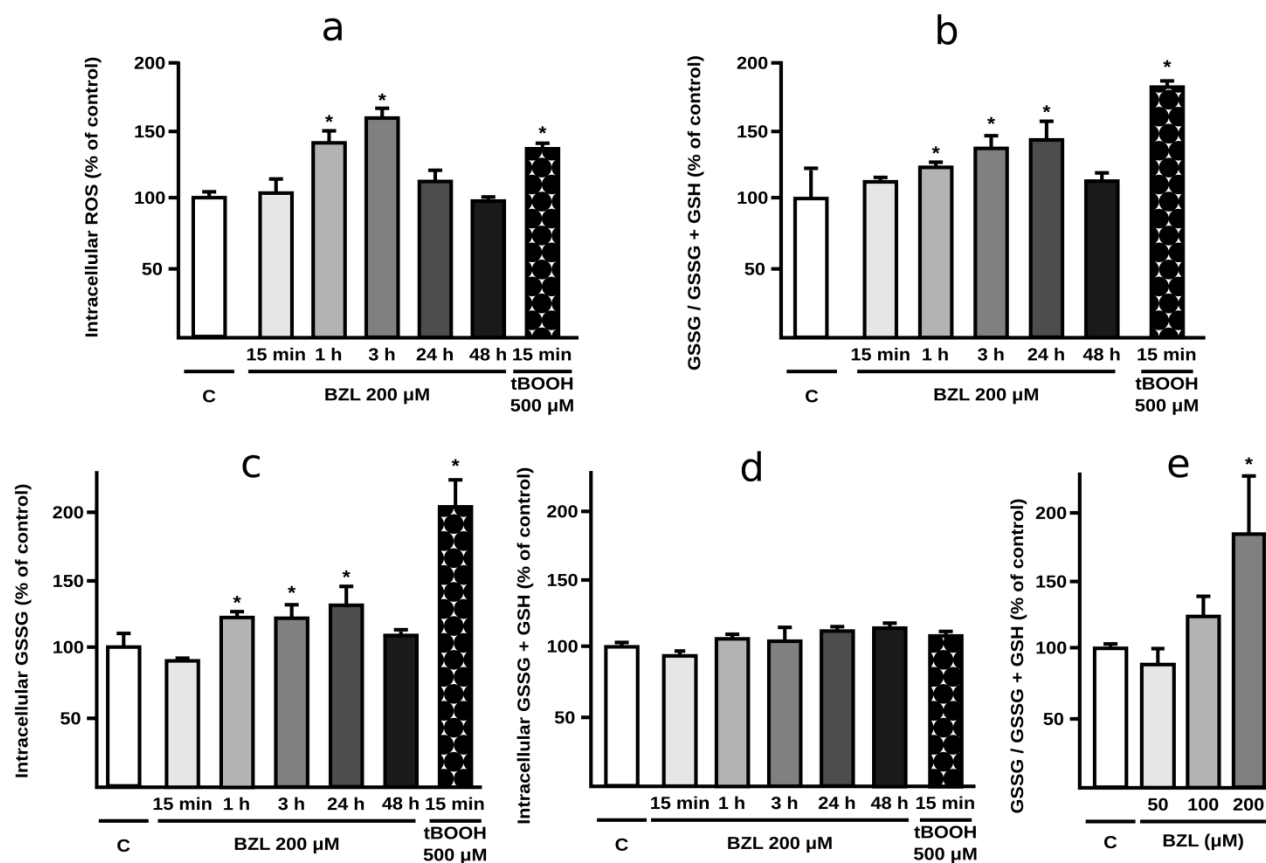 a
Intracellular ROS (% of control)
200
150
100
50
*
*
*
15 min 1 h 3 h 24 h 48 h 15 min
C
BZL 200 µM
tBOOH
500 µM
b
GSSG / GSSG + GSH (% of control)
200
150
100
50
*
*
*
*
15 min 1 h 3 h 24 h 48 h 15 min
C
BZL 200 µM
tBOOH
500 µM
c
Intracellular GSSG (% of control)
200
150
100
50
*
*
*
*
15 min 1 h 3 h 24 h 48 h 15 min
C
BZL 200 µM
tBOOH
500 µM
d
Intracellular GSSG + GSH (% of control)
200
150
100
50
15 min 1 h 3 h 24 h 48 h 15 min
C
BZL 200 µM
tBOOH
500 µM
e
GSSG / GSSG + GSH (% of control)
200
150
100
50
*
50 100 200
C
BZL (µM)